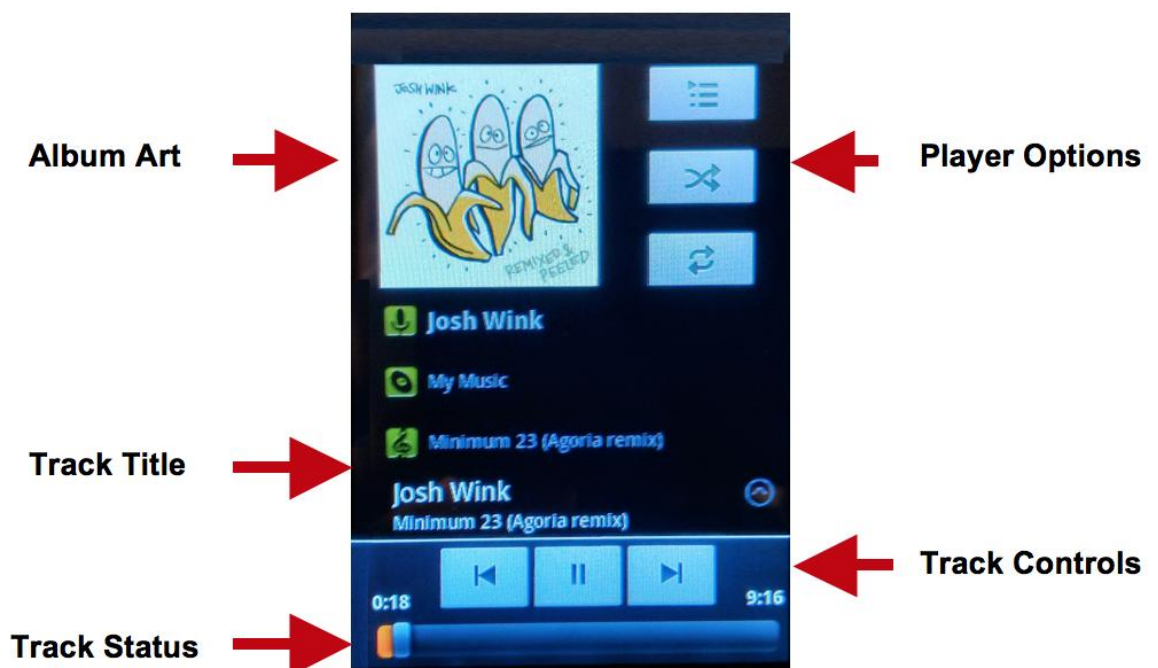 JOSH WINK
Album Art
Player Options
REMIXED &
PEELED
Josh Wink
My Music
Minimum 23 (Agoria remix)
Track Title
Josh Wink
Minimum 23 (Agoria remix)
Track Controls
0:18
9:16
Track Status